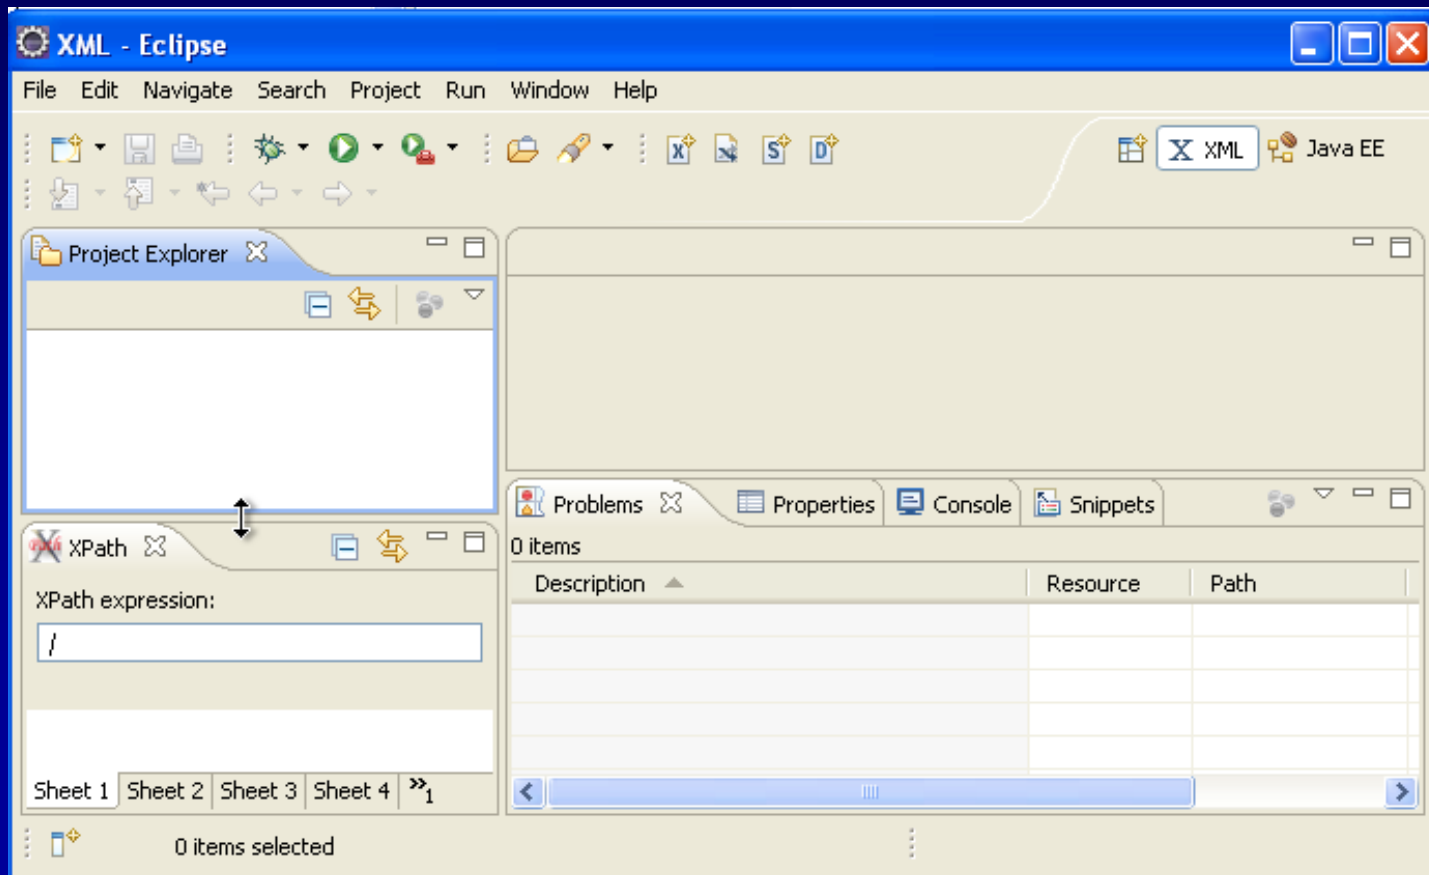 XML - Eclipse
File Edit Navigate Search Project Run Window Help
XML Java EE
Project Explorer
Problems Properties Console Snippets
0 items
Description Resource Path
XPath
XPath expression:
/
Sheet 1 Sheet 2 Sheet 3 Sheet 4 »1
0 items selected